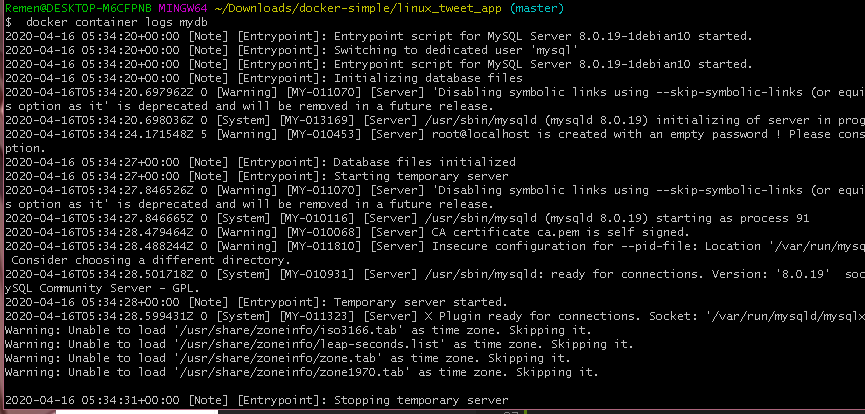 Remen@DESKTOP-M6CFPNB MINGW64 ~/Downloads/docker-simple/linux_tweet_app (master)
$  docker container logs mydb
2020-04-16 05:34:20+00:00 [Note] [Entrypoint]: Entrypoint script for MySQL Server 8.0.19-1debian10 started.
2020-04-16 05:34:20+00:00 [Note] [Entrypoint]: Switching to dedicated user 'mysql'
2020-04-16 05:34:20+00:00 [Note] [Entrypoint]: Entrypoint script for MySQL Server 8.0.19-1debian10 started.
2020-04-16 05:34:20+00:00 [Note] [Entrypoint]: Initializing database files
2020-04-16T05:34:20.697962Z 0 [Warning] [MY-011070] [Server] 'Disabling symbolic links using --skip-symbolic-links (or equi
s option as it' is deprecated and will be removed in a future release.
2020-04-16T05:34:20.698036Z 0 [System] [MY-013169] [Server] /usr/sbin/mysqld (mysqld 8.0.19) initializing of server in prog
2020-04-16T05:34:24.171548Z 5 [Warning] [MY-010453] [Server] root@localhost is created with an empty password ! Please cons
ption.
2020-04-16 05:34:27+00:00 [Note] [Entrypoint]: Database files initialized
2020-04-16 05:34:27+00:00 [Note] [Entrypoint]: Starting temporary server
2020-04-16T05:34:27.846526Z 0 [Warning] [MY-011070] [Server] 'Disabling symbolic links using --skip-symbolic-links (or equi
s option as it' is deprecated and will be removed in a future release.
2020-04-16T05:34:27.846665Z 0 [System] [MY-010116] [Server] /usr/sbin/mysqld (mysqld 8.0.19) starting as process 91
2020-04-16T05:34:28.479464Z 0 [Warning] [MY-010068] [Server] CA certificate ca.pem is self signed.
2020-04-16T05:34:28.488244Z 0 [Warning] [MY-011810] [Server] Insecure configuration for --pid-file: Location '/var/run/mysq
 Consider choosing a different directory.
2020-04-16T05:34:28.501718Z 0 [System] [MY-010931] [Server] /usr/sbin/mysqld: ready for connections. Version: '8.0.19'  soc
ySQL Community Server - GPL.
2020-04-16 05:34:28+00:00 [Note] [Entrypoint]: Temporary server started.
2020-04-16T05:34:28.599431Z 0 [System] [MY-011323] [Server] X Plugin ready for connections. Socket: '/var/run/mysqld/mysqlx
Warning: Unable to load '/usr/share/zoneinfo/iso3166.tab' as time zone. Skipping it.
Warning: Unable to load '/usr/share/zoneinfo/leap-seconds.list' as time zone. Skipping it.
Warning: Unable to load '/usr/share/zoneinfo/zone.tab' as time zone. Skipping it.
Warning: Unable to load '/usr/share/zoneinfo/zone1970.tab' as time zone. Skipping it.
2020-04-16 05:34:31+00:00 [Note] [Entrypoint]: Stopping temporary server